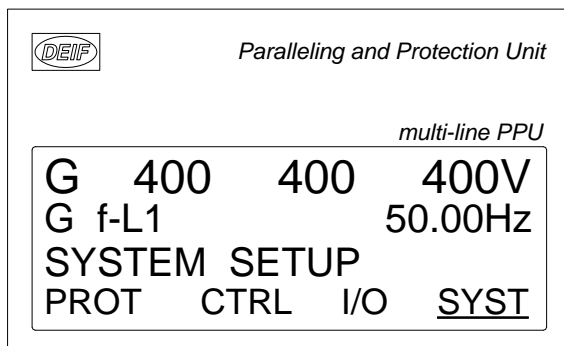 DEIF Paralleling and Protection Unit
multi-line PPU
G 400 400 400V
G f-L1 50.00Hz
SYSTEM SETUP
PROT CTRL I/O SYST